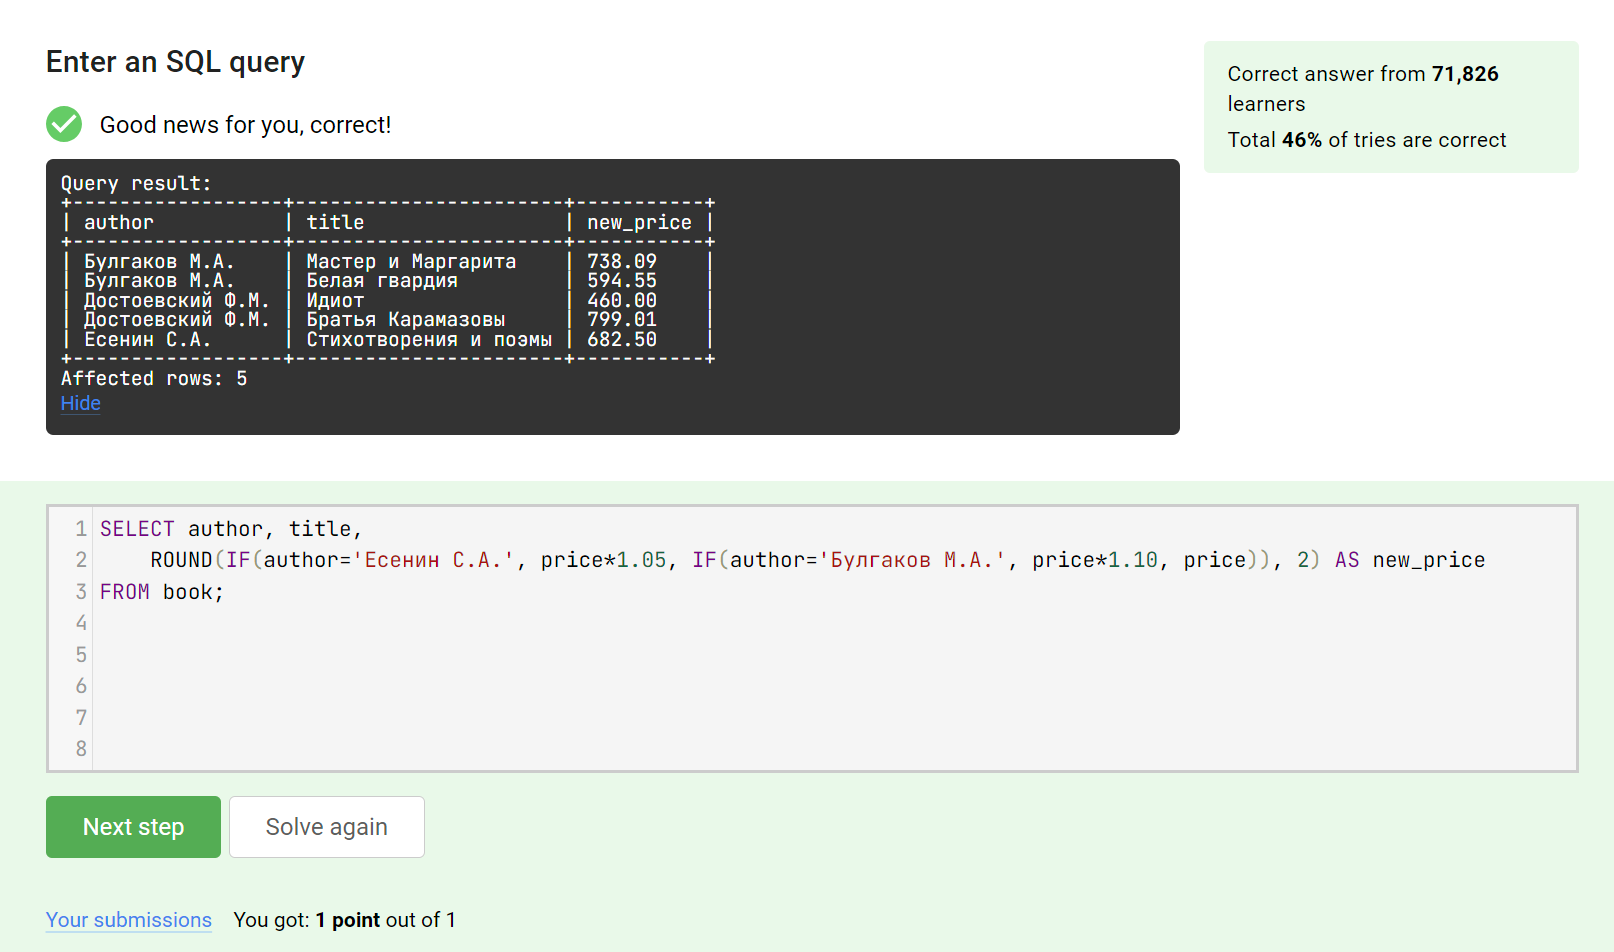 Enter an SQL query
Correct answer from 71,826
learners
Total 46% of tries are correct
Good news for you, correct!
Query result:
+------------------+-----------------------+-----------+
| author           | title                 | new_price |
+------------------+-----------------------+-----------+
| Булгаков М.А.    | Мастер и Маргарита    | 738.09    |
| Булгаков М.А.    | Белая гвардия         | 594.55    |
| Достоевский Ф.М. | Идиот                 | 460.00    |
| Достоевский Ф.М. | Братья Карамазовы     | 799.01    |
| Есенин С.А.      | Стихотворения и поэмы | 682.50    |
+------------------+-----------------------+-----------+
Affected rows: 5
Hide
1 SELECT author, title,
2     ROUND(IF(author='Есенин С.А.', price*1.05, IF(author='Булгаков М.А.', price*1.10, price)), 2) AS new_price
3 FROM book;
4
5
6
7
8
Next step Solve again
Your submissions You got: 1 point out of 1